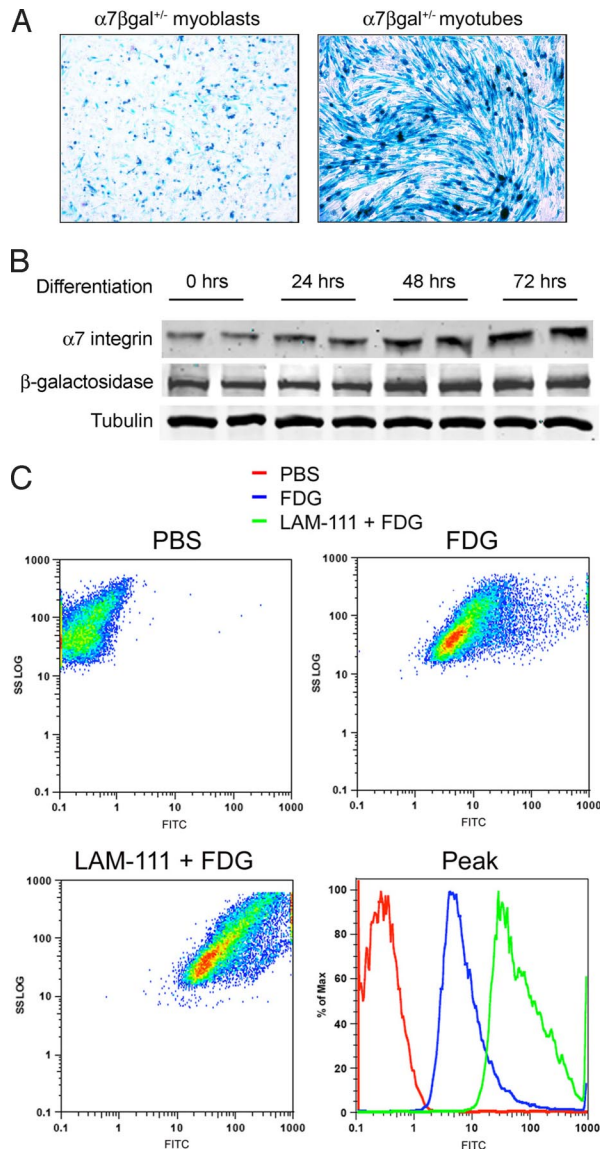 A
α7βgal+/- myoblasts
α7βgal+/- myotubes
B
Differentiation
0 hrs
24 hrs
48 hrs
72 hrs
α7 integrin
β-galactosidase
Tubulin
C
PBS
FDG
LAM-111 + FDG
PBS
1000
100
10
1
0.1
SS LOG
0.1
1
10
100
1000
FITC
FDG
1000
100
10
1
0.1
SS LOG
0.1
1
10
100
1000
FITC
LAM-111 + FDG
1000
100
10
1
0.1
SS LOG
0.1
1
10
100
1000
FITC
Peak
100
80
60
40
20
0
% of Max
0.1
1
10
100
1000
FITC